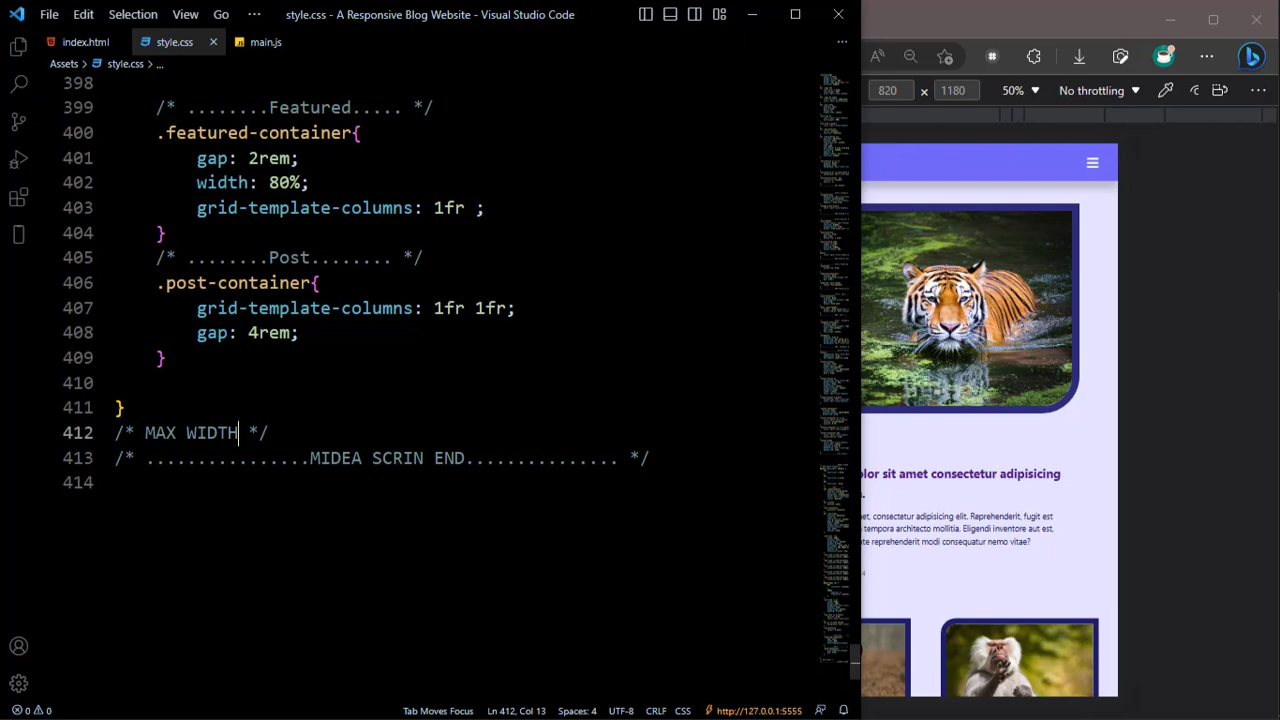 File Edit Selection View Go ... style.css - A Responsive Blog Website - Visual Studio Code
index.html style.css main.js
Assets > style.css > ...
398
399 /* ........Featured..... */
400 .featured-container{
401 gap: 2rem;
402 width: 80%;
403 grid-template-columns: 1fr ;
404 }
405 /* ........Post........ */
406 .post-container{
407 grid-template-columns: 1fr 1fr;
408 gap: 4rem;
409 }
410
411 }
412 /* MAX WIDTH */
413 /* ................MIDEA SCRIN END............... */
414
0 0 Tab Moves Focus Ln 412, Col 13 Spaces: 4 UTF-8 CRLF CSS http://127.0.0.1:5555
820 x 1180 50% No throttling
olor sit amet consectetur adipisicing
et, consectetur adipisicing elit. Reprehenderit, fugit est
tempora architecto mollitia. Eligendi inventore aut est.
te reprehenderit modi consequatur nemo vitae?